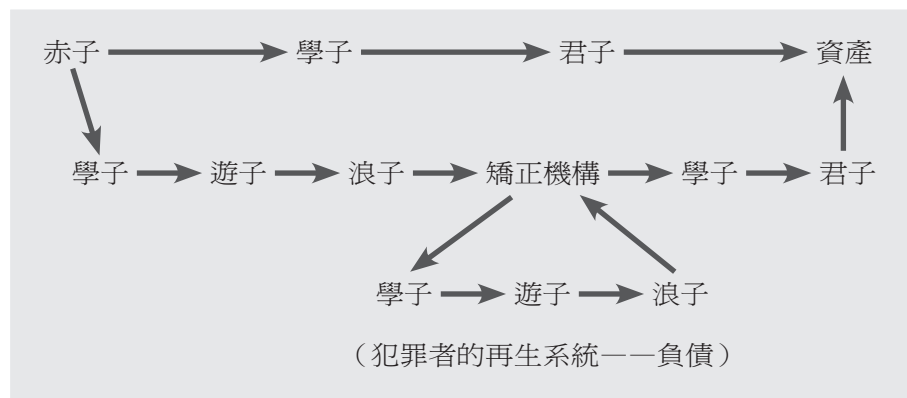 赤子 學子 君子 資產
學子 遊子 浪子 矯正機構 學子 君子
學子 遊子 浪子
（犯罪者的再生系統——負債）